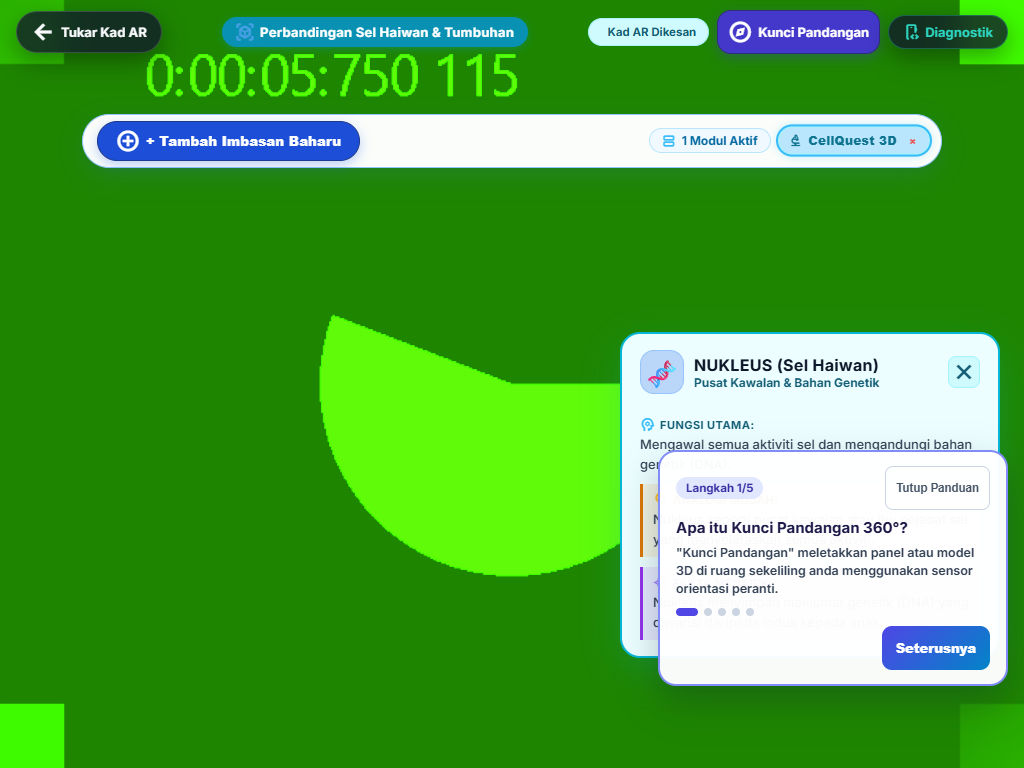 Tukar Kad AR
Perbandingan Sel Haiwan & Tumbuhan
Kad AR Dikesan
Kunci Pandangan
Diagnostik
0:00:05:750 115
+ Tambah Imbasan Baharu
1 Modul Aktif
CellQuest 3D
NUKLEUS (Sel Haiwan)
Pusat Kawalan & Bahan Genetik
FUNGSI UTAMA:
Mengawal semua aktiviti sel dan mengandungi bahan
Langkah 1/5
Tutup Panduan
Apa itu Kunci Pandangan 360°?
"Kunci Pandangan" meletakkan panel atau model
3D di ruang sekeliling anda menggunakan sensor
orientasi peranti.
Seterusnya